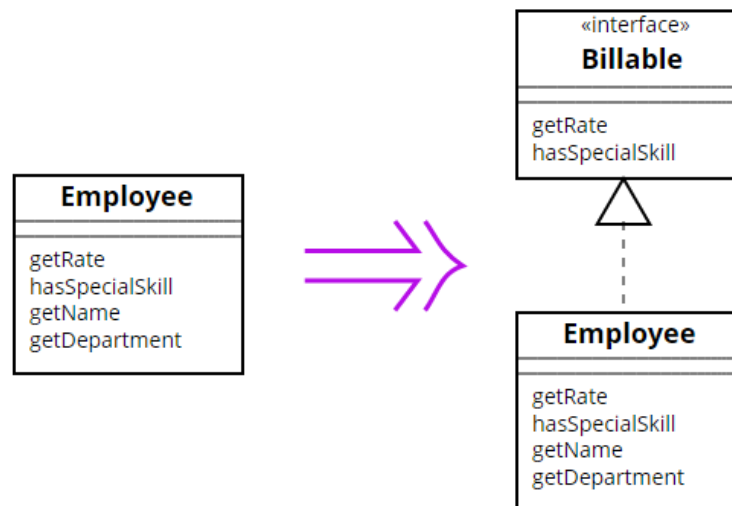 Employee
getRate
hasSpecialSkill
getName
getDepartment
«interface»
Billable
getRate
hasSpecialSkill
Employee
getRate
hasSpecialSkill
getName
getDepartment